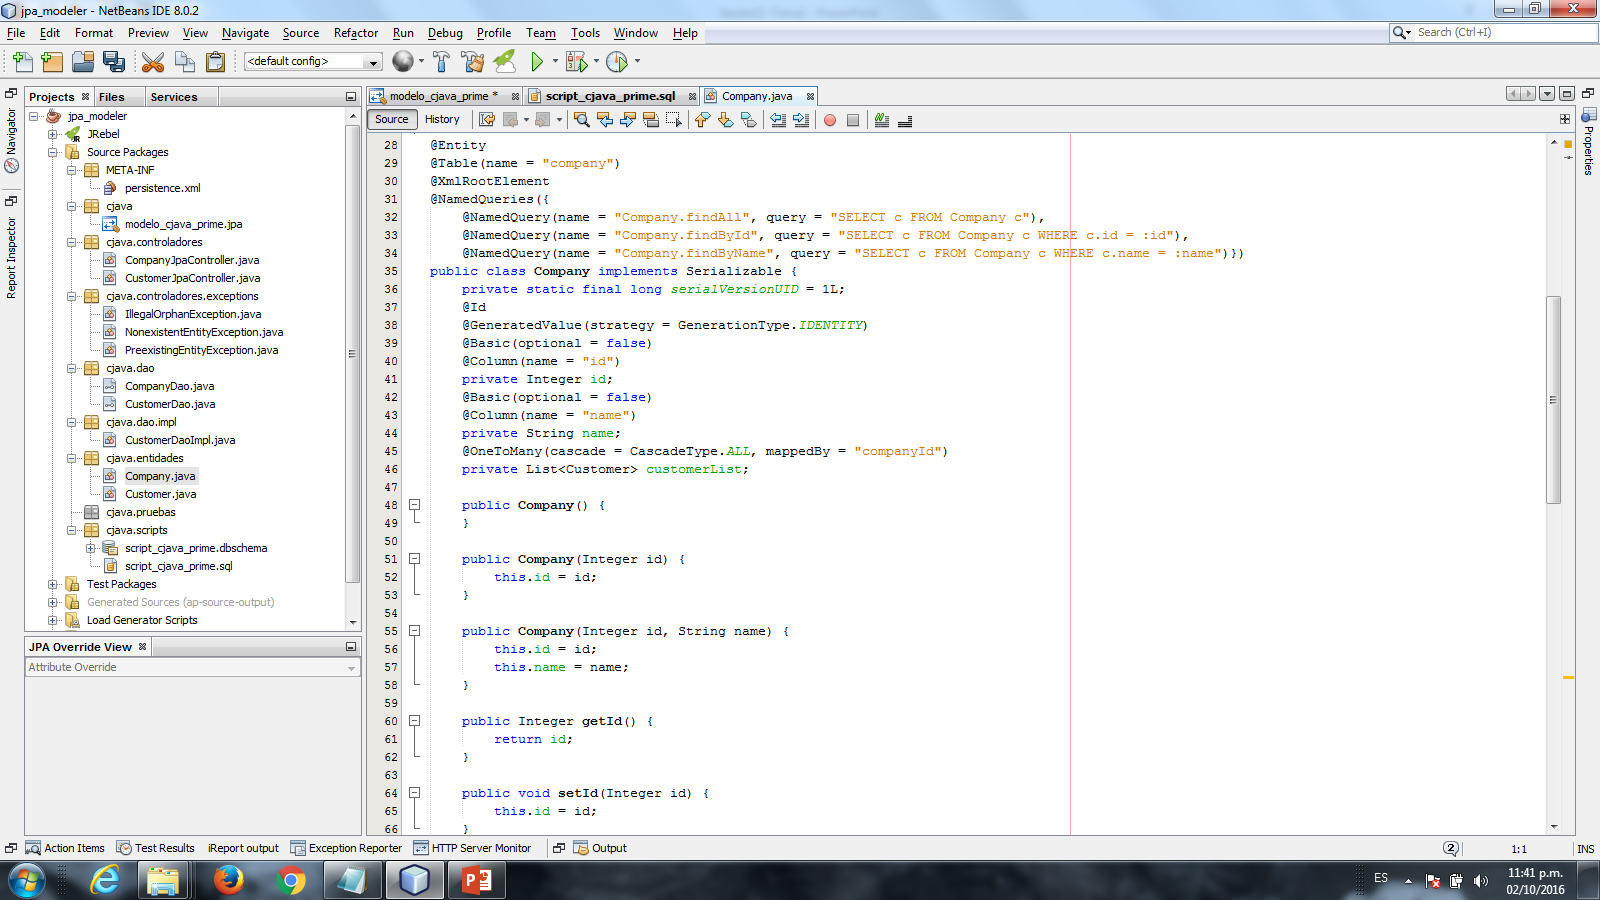 jpa_modeler - NetBeans IDE 8.0.2
File Edit Format Preview View Navigate Source Refactor Run Debug Profile Team Tools Window Help
Search (Ctrl+I)
<default config>
Projects Files Services
modelo_cjava_prime * script_cjava_prime.sql Company.java
Source History
Navigator
Report Inspector
Properties
jpa_modeler
JRebel
Source Packages
META-INF
persistence.xml
cjava
modelo_cjava_prime.jpa
cjava.controladores
CompanyJpaController.java
CustomerJpaController.java
cjava.controladores.exceptions
IllegalOrphanException.java
NonexistentEntityException.java
PreexistingEntityException.java
cjava.dao
CompanyDao.java
CustomerDao.java
cjava.dao.impl
CustomerDaoImpl.java
cjava.entidades
Company.java
Customer.java
cjava.pruebas
cjava.scripts
script_cjava_prime.dbschema
script_cjava_prime.sql
Test Packages
Generated Sources (ap-source-output)
Load Generator Scripts
JPA Override View
Attribute Override
28 @Entity
29 @Table(name = "company")
30 @XmlRootElement
31 @NamedQueries({
32 @NamedQuery(name = "Company.findAll", query = "SELECT c FROM Company c"),
33 @NamedQuery(name = "Company.findById", query = "SELECT c FROM Company c WHERE c.id = :id"),
34 @NamedQuery(name = "Company.findByName", query = "SELECT c FROM Company c WHERE c.name = :name")})
35 public class Company implements Serializable {
36 private static final long serialVersionUID = 1L;
37 @Id
38 @GeneratedValue(strategy = GenerationType.IDENTITY)
39 @Basic(optional = false)
40 @Column(name = "id")
41 private Integer id;
42 @Basic(optional = false)
43 @Column(name = "name")
44 private String name;
45 @OneToMany(cascade = CascadeType.ALL, mappedBy = "companyId")
46 private List<Customer> customerList;
47
48 public Company() {
49 }
50
51 public Company(Integer id) {
52 this.id = id;
53 }
54
55 public Company(Integer id, String name) {
56 this.id = id;
57 this.name = name;
58 }
59
60 public Integer getId() {
61 return id;
62 }
63
64 public void setId(Integer id) {
65 this.id = id;
66 }
Action Items Test Results iReport output Exception Reporter HTTP Server Monitor Output
2 1:1 INS
ES
11:41 p.m.
02/10/2016